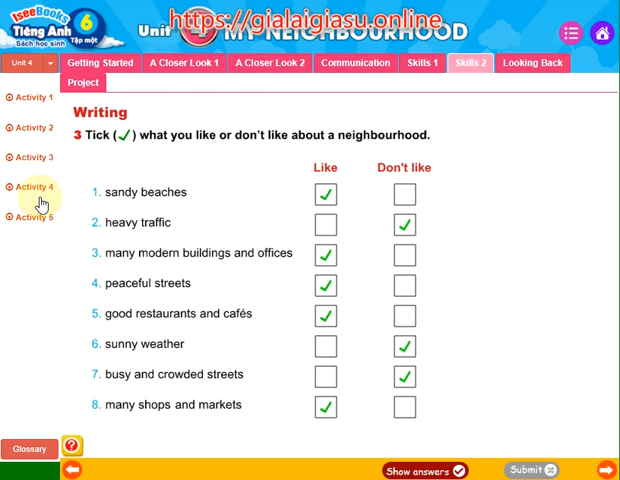 IseeBooks
Tiếng Anh 6
Sách học sinh Tập một
Unit 4 MY NEIGHBOURHOOD
https://gialaigiasu.online
Unit 4
Getting Started
A Closer Look 1
A Closer Look 2
Communication
Skills 1
Skills 2
Looking Back
Project
Activity 1
Activity 2
Activity 3
Activity 4
Activity 5
Writing
3 Tick (✓) what you like or don't like about a neighbourhood.
Like Don't like
1. sandy beaches
2. heavy traffic
3. many modern buildings and offices
4. peaceful streets
5. good restaurants and cafés
6. sunny weather
7. busy and crowded streets
8. many shops and markets
Glossary
?
Show answers
Submit